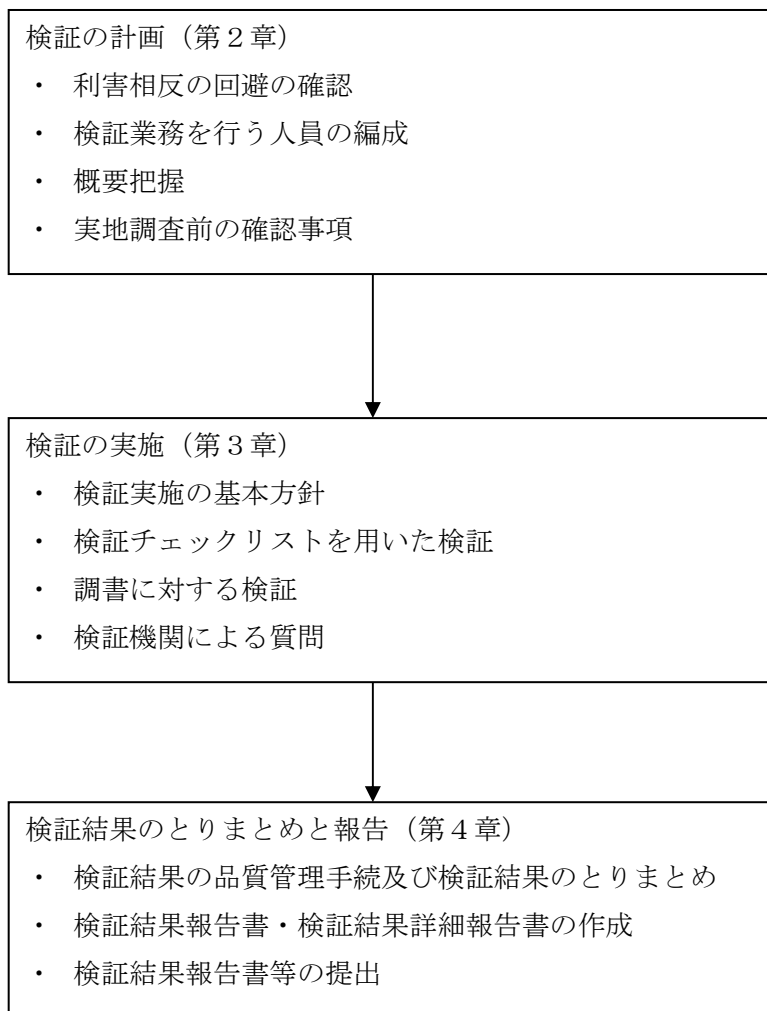 検証の計画（第２章）
・ 利害相反の回避の確認
・ 検証業務を行う人員の編成
・ 概要把握
・ 実地調査前の確認事項
検証の実施（第３章）
・ 検証実施の基本方針
・ 検証チェックリストを用いた検証
・ 調書に対する検証
・ 検証機関による質問
検証結果のとりまとめと報告（第４章）
・ 検証結果の品質管理手続及び検証結果のとりまとめ
・ 検証結果報告書・検証結果詳細報告書の作成
・ 検証結果報告書等の提出